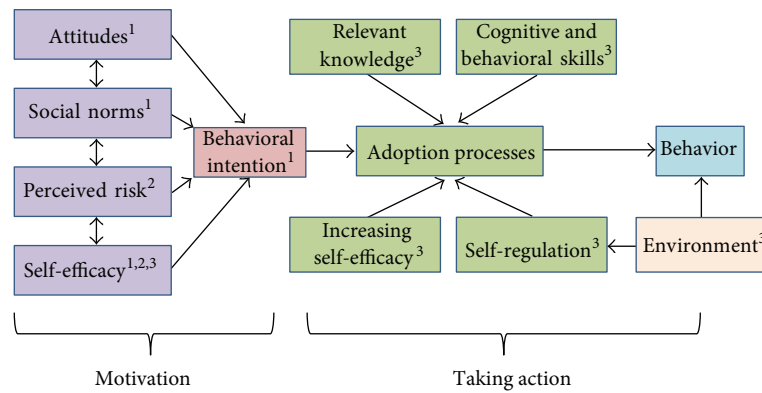 Attitudes¹
Social norms¹
Perceived risk²
Self-efficacy¹,²,³
Behavioral
intention¹
Relevant
knowledge³
Cognitive and
behavioral skills³
Adoption processes
Increasing
self-efficacy³
Self-regulation³
Behavior
Environment³
Motivation
Taking action